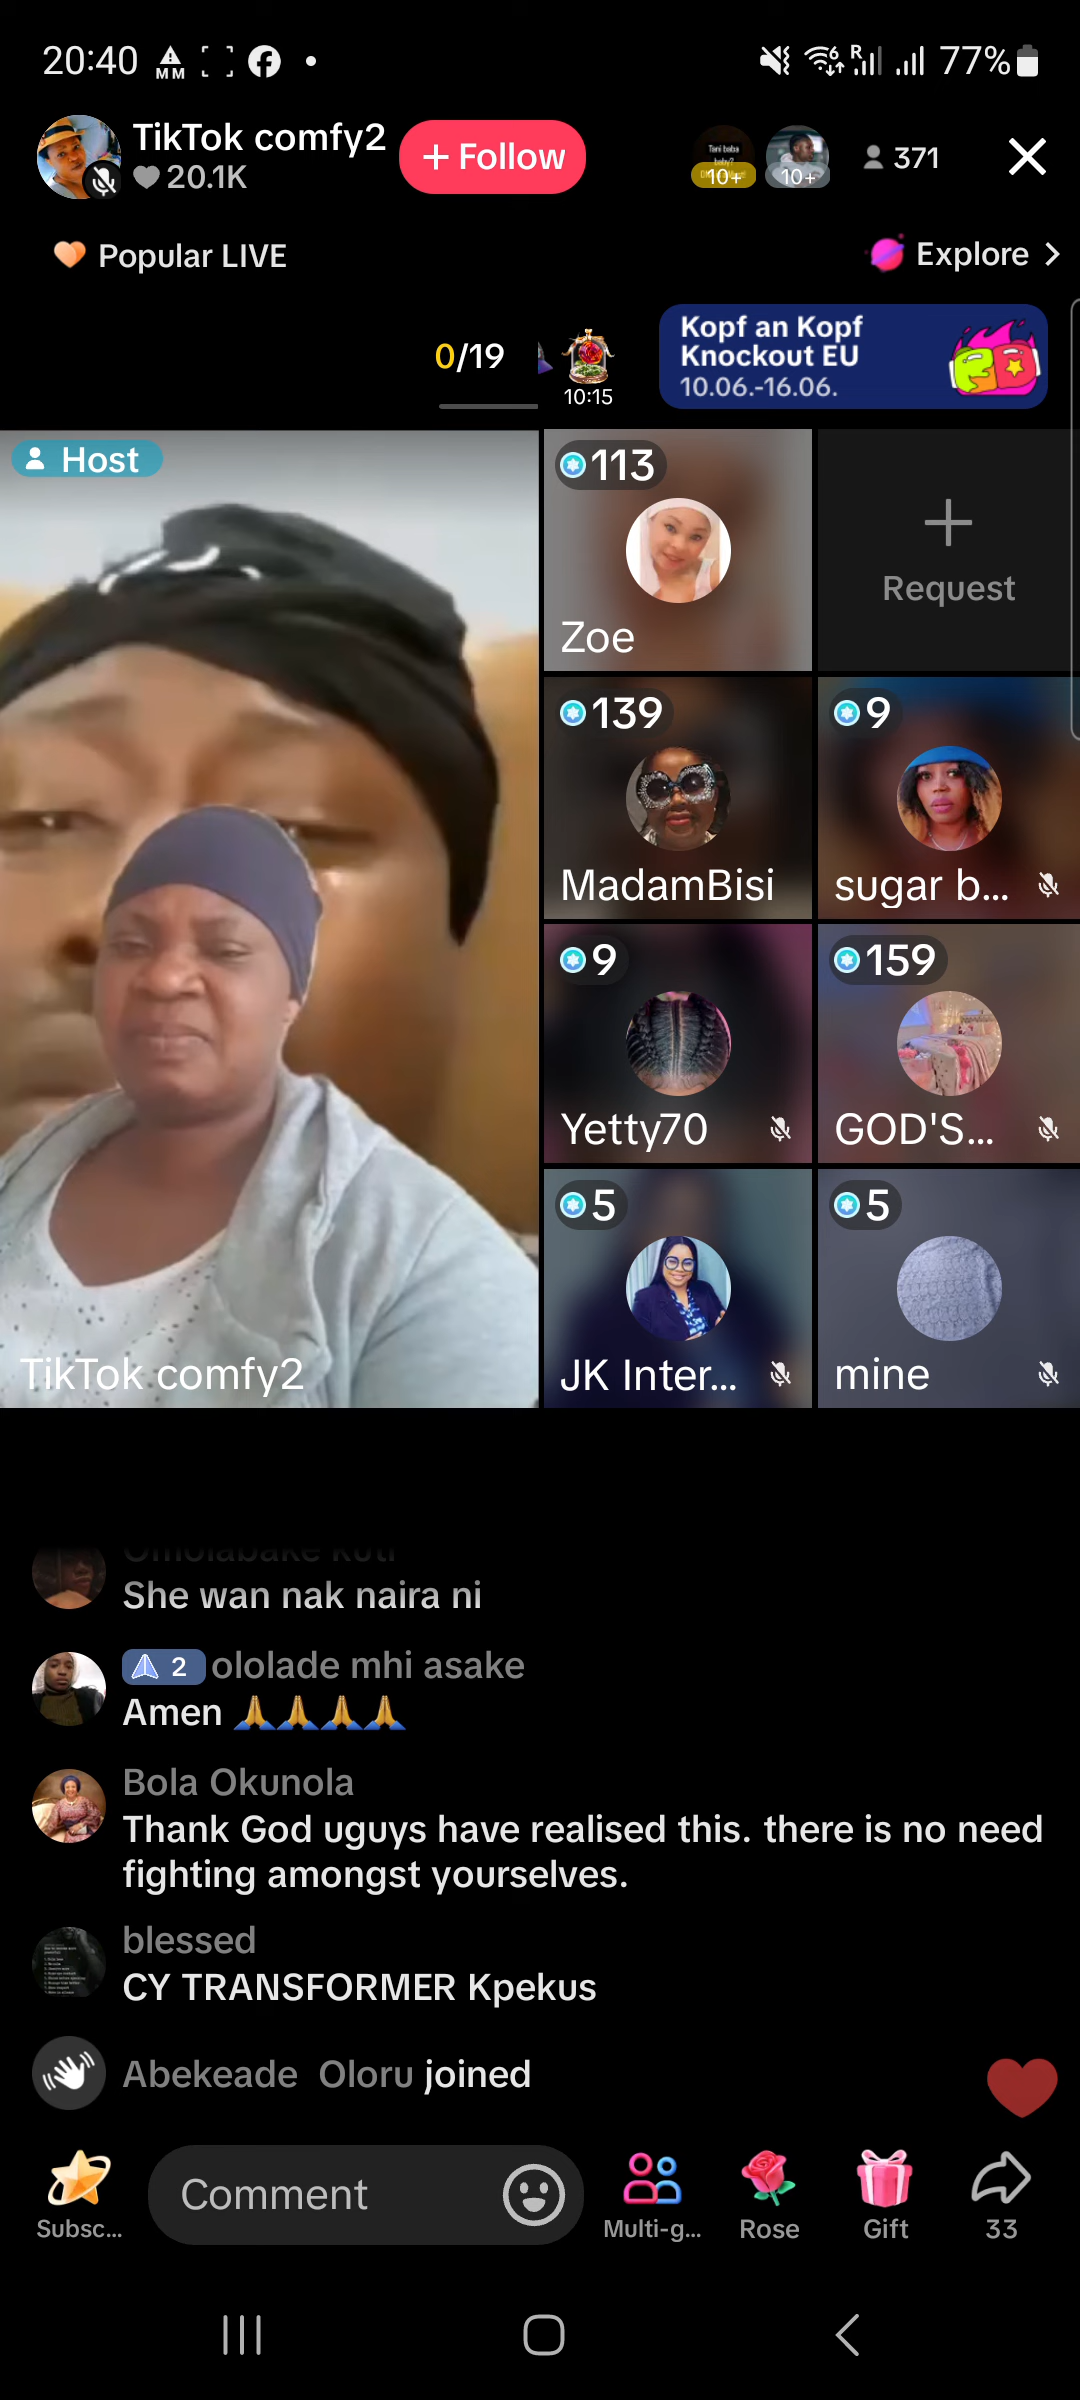 20:40
MM
R
77%
TikTok comfy2
20.1K
+ Follow
10+
10+
371
Popular LIVE
Explore >
0/19
10:15
Kopf an Kopf
Knockout EU
10.06.-16.06.
Host
TikTok comfy2
113
Zoe
Request
139
MadamBisi
9
sugar b...
9
Yetty70
159
GOD'S...
5
JK Inter...
5
mine
Omolabake kuti
She wan nak naira ni
2 ololade mhi asake
Amen 🙏🙏🙏🙏
Bola Okunola
Thank God uguys have realised this. there is no need
fighting amongst yourselves.
blessed
CY TRANSFORMER Kpekus
Abekeade Oloru joined
Comment
Subsc...
Multi-g...
Rose
Gift
33